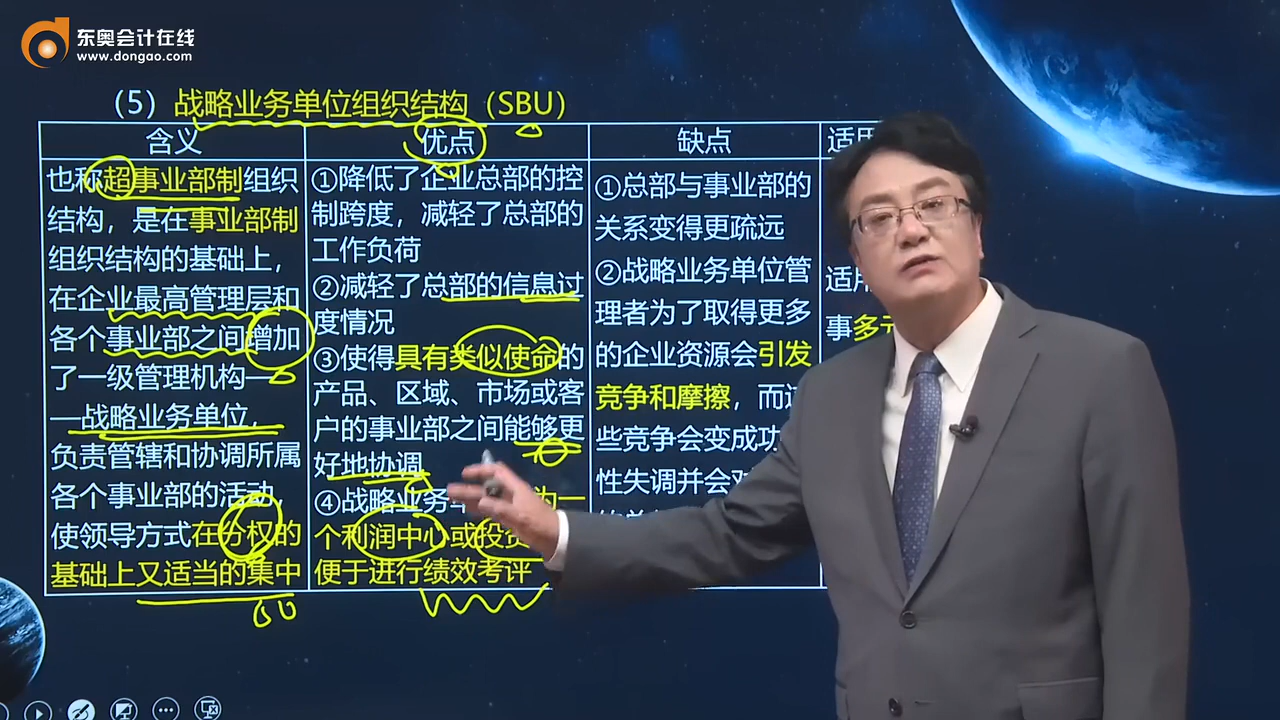 东奥会计在线
www.dongao.com
（5）战略业务单位组织结构（SBU）
含义
优点
缺点
适用
也称超事业部制组织
结构，是在事业部制
组织结构的基础上，
在企业最高管理层和
各个事业部之间增加
了一级管理机构—
—战略业务单位，
负责管辖和协调所属
各个事业部的活动，
使领导方式在分权的
基础上又适当的集中
①降低了企业总部的控
制跨度，减轻了总部的
工作负荷
②减轻了总部的信息过
度情况
③使得具有类似使命的
产品、区域、市场或客
户的事业部之间能够更
好地协调
④战略业务
为一
个利润中心或投资
便于进行绩效考评
①总部与事业部的
关系变得更疏远
②战略业务单位管
理者为了取得更多
的企业资源会引发
竞争和摩擦，而这
些竞争会变成功
性失调并会对
适用
事多元